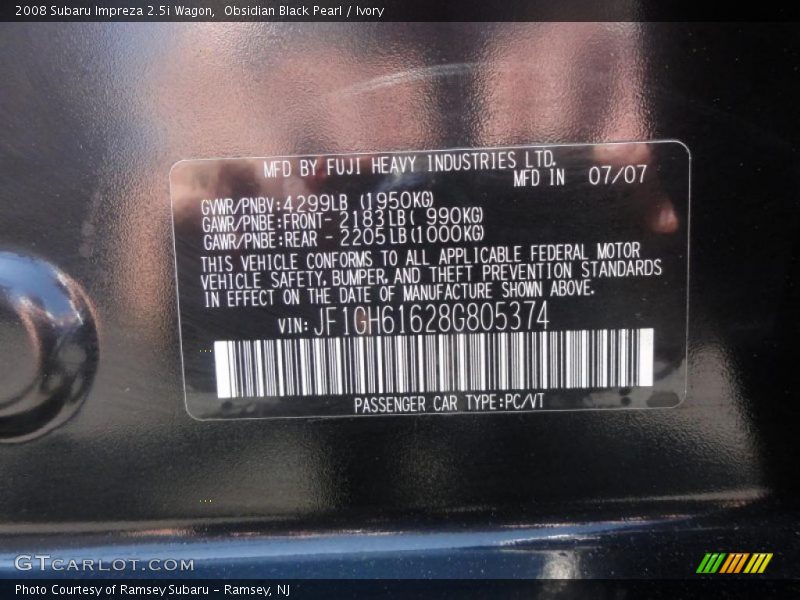 2008 Subaru Impreza 2.5i Wagon,  Obsidian Black Pearl / Ivory
MFD BY FUJI HEAVY INDUSTRIES LTD.
MFD IN 07/07
GVWR/PNBV:4299LB (1950KG)
GAWR/PNBE:FRONT- 2183LB( 990KG)
GAWR/PNBE:REAR - 2205LB(1000KG)
THIS VEHICLE CONFORMS TO ALL APPLICABLE FEDERAL MOTOR
VEHICLE SAFETY, BUMPER, AND THEFT PREVENTION STANDARDS
IN EFFECT ON THE DATE OF MANUFACTURE SHOWN ABOVE.
VIN: JF1GH61628G805374
PASSENGER CAR TYPE:PC/VT
GTCARLOT.COM
Photo Courtesy of Ramsey Subaru - Ramsey, NJ